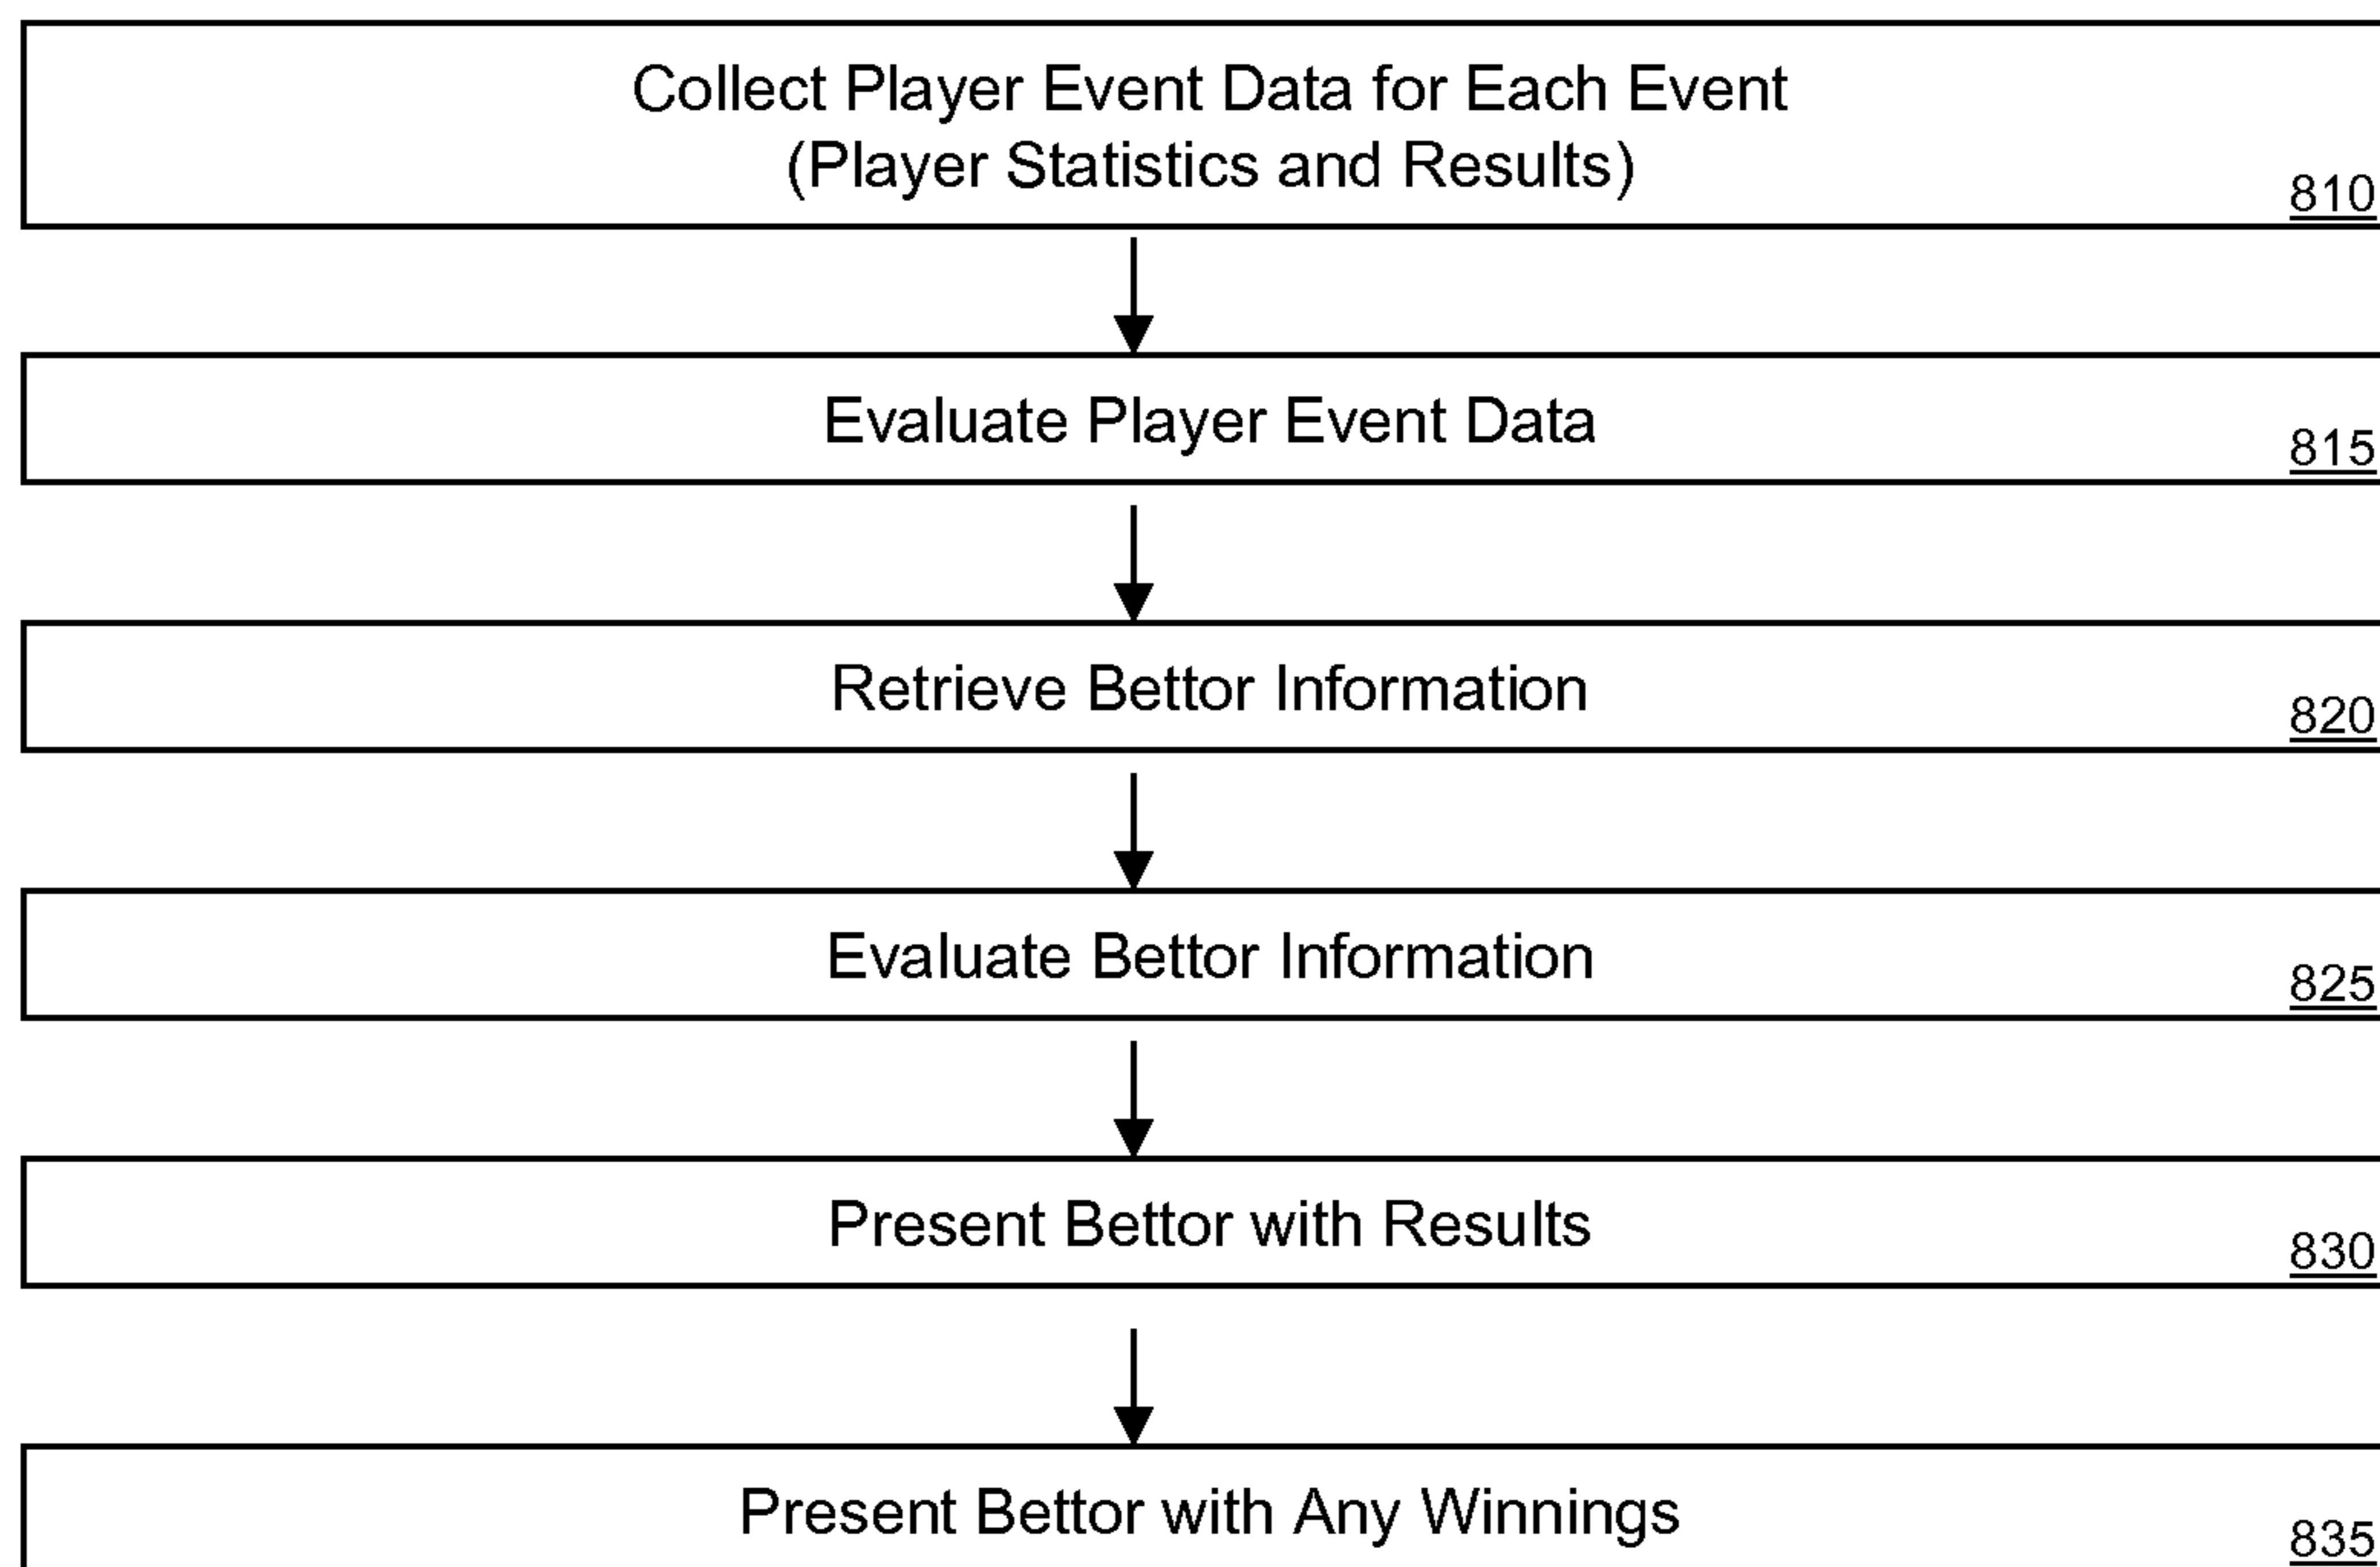 Collect Player Event Data for Each Event
(Player Statistics and Results)
810
Evaluate Player Event Data
815
Retrieve Bettor Information
820
Evaluate Bettor Information
825
Present Bettor with Results
830
Present Bettor with Any Winnings
835